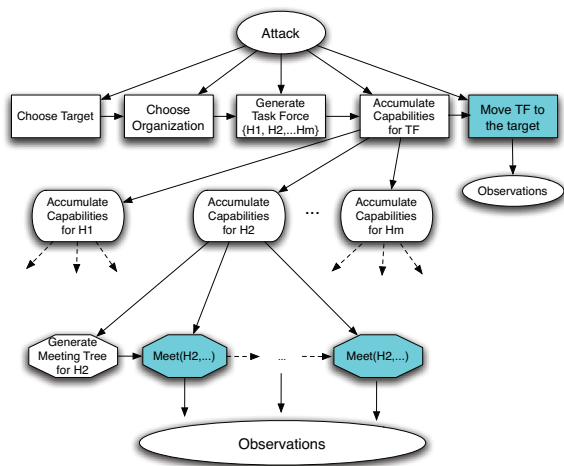 Attack
Choose Target
Choose
Organization
Generate
Task Force
{H1, H2,...Hm}
Accumulate
Capabilities
for TF
Move TF to
the target
Observations
Accumulate
Capabilities
for H1
Accumulate
Capabilities
for H2
...
Accumulate
Capabilities
for Hm
Generate
Meeting Tree
for H2
Meet(H2,...)
...
Meet(H2,...)
Observations